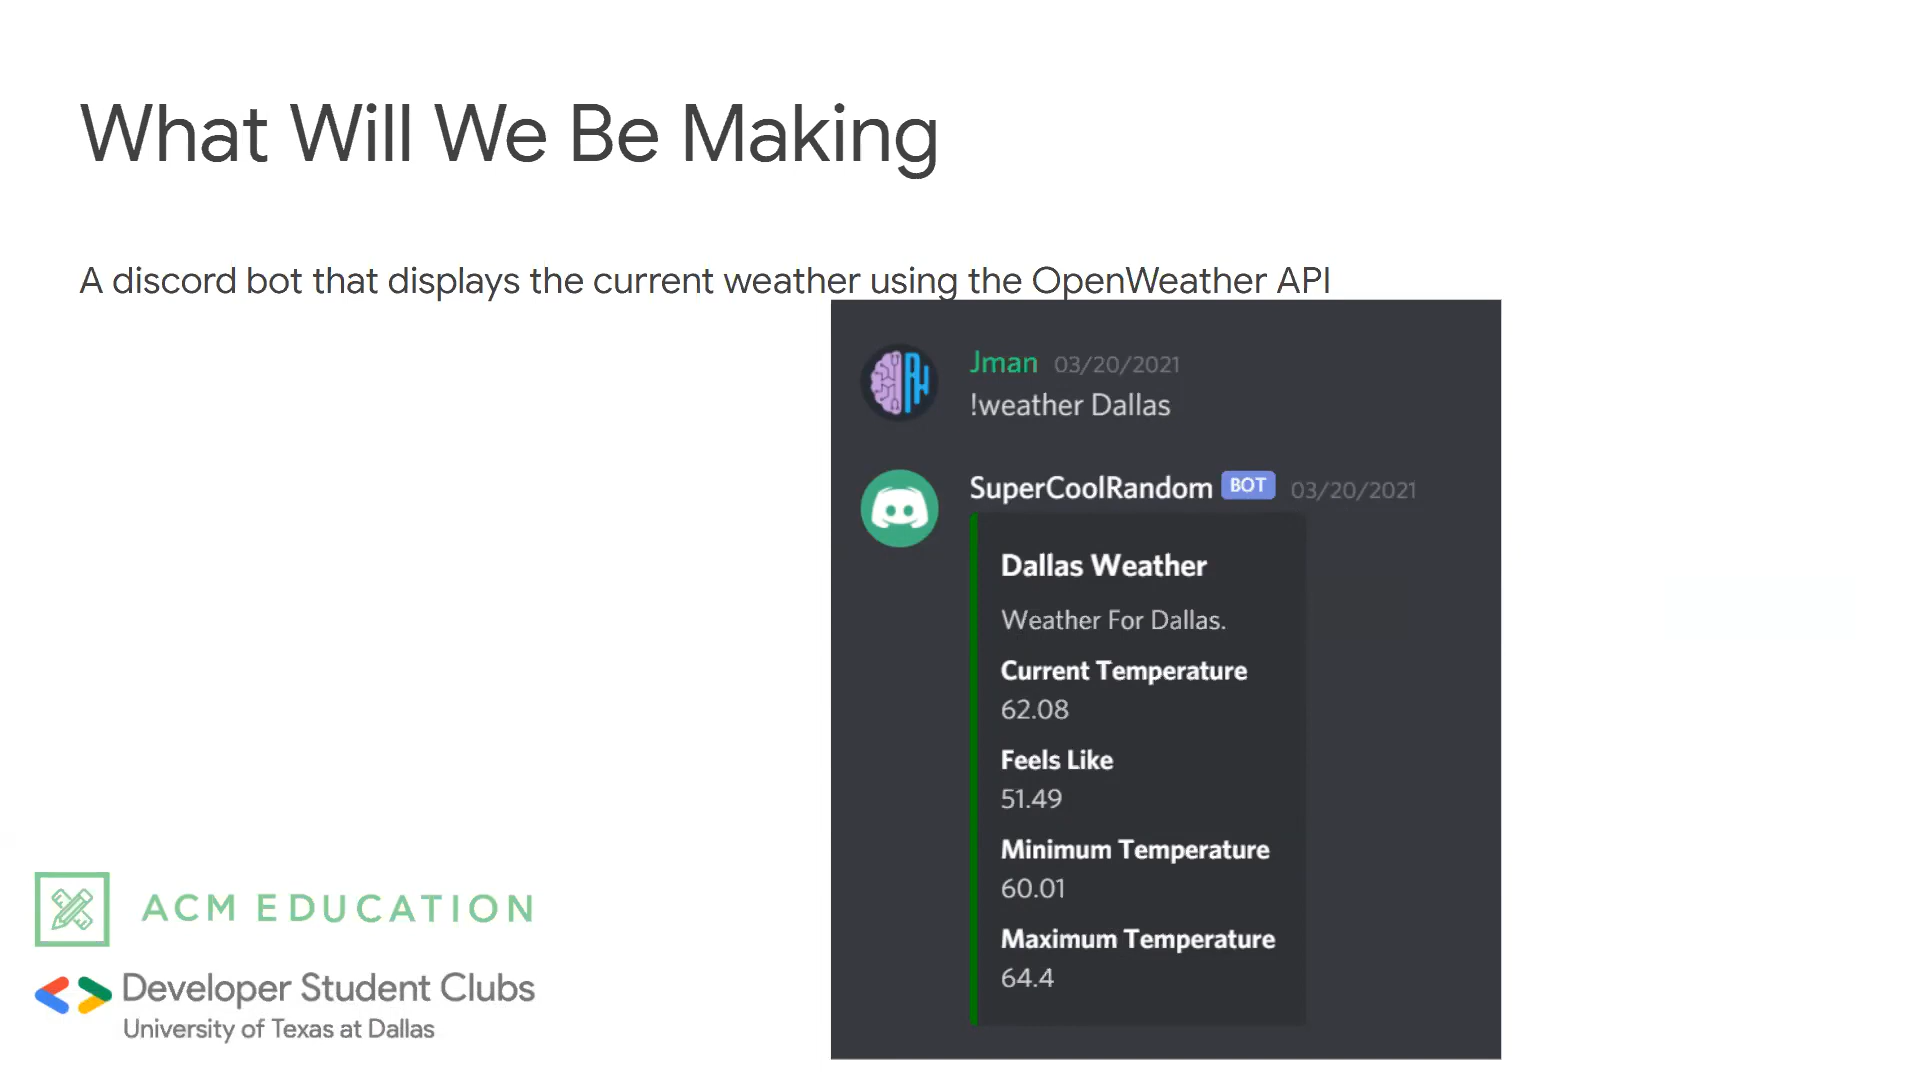 What Will We Be Making
A discord bot that displays the current weather using the OpenWeather API
Jman 03/20/2021
!weather Dallas
SuperCoolRandom BOT 03/20/2021
Dallas Weather
Weather For Dallas.
Current Temperature
62.08
Feels Like
51.49
Minimum Temperature
60.01
Maximum Temperature
64.4
ACM EDUCATION
Developer Student Clubs
University of Texas at Dallas